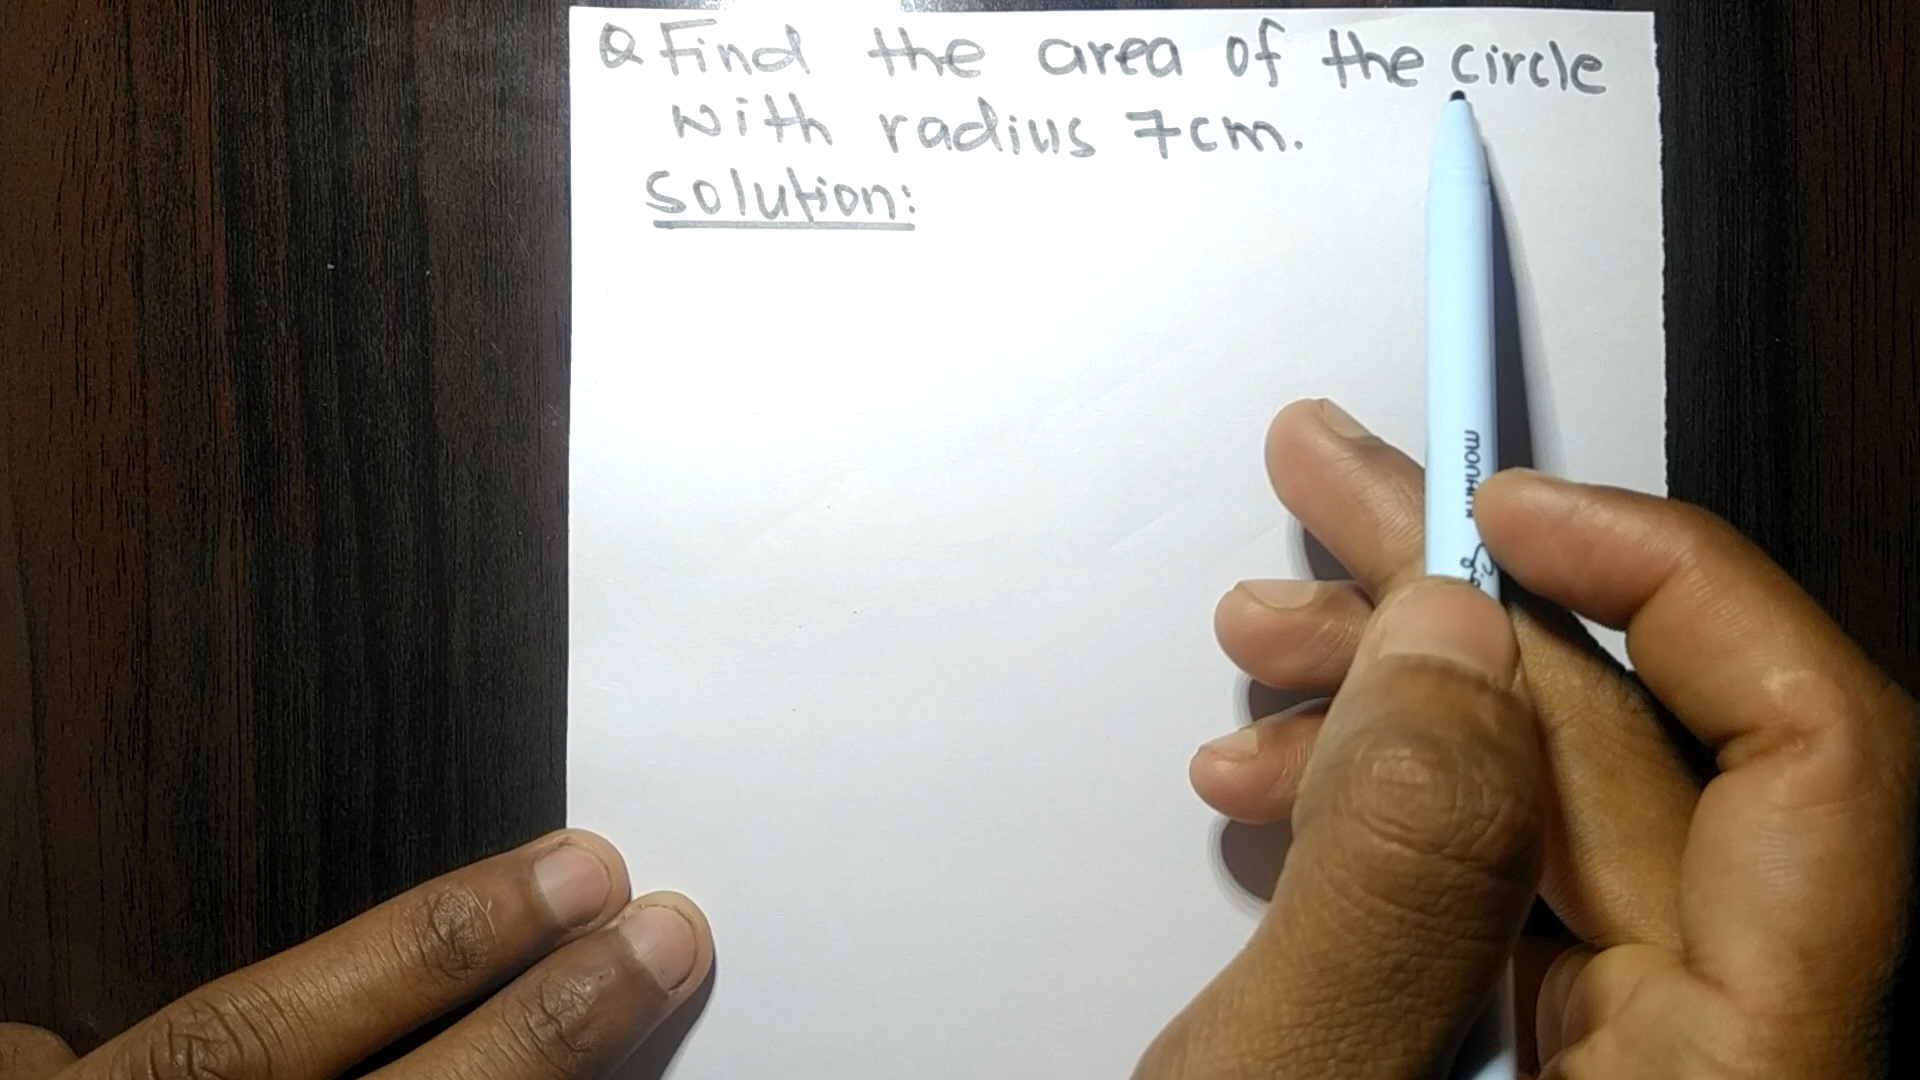 Q Find the area of the circle
with radius 7cm.
Solution: